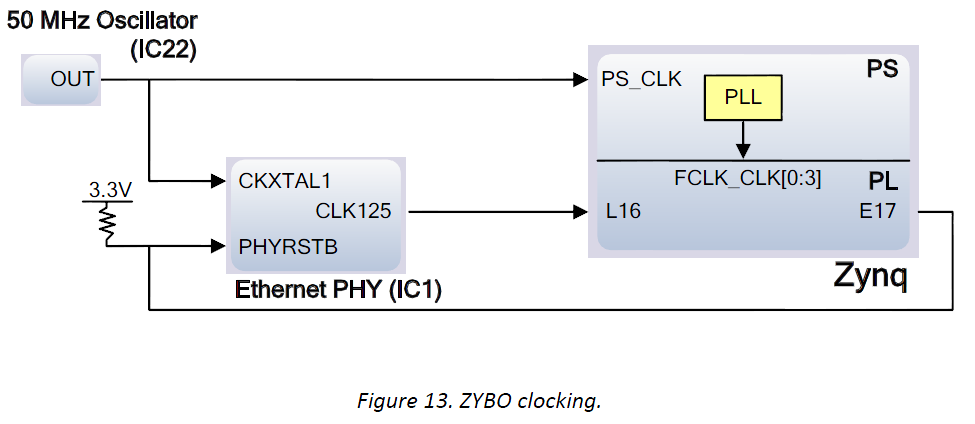 50 MHz Oscillator
(IC22)
OUT
PS_CLK
PS
PLL
3.3V
CKXTAL1
CLK125
PHYRSTB
Ethernet PHY (IC1)
FCLK_CLK[0:3]
PL
L16
E17
Zynq
Figure 13. ZYBO clocking.